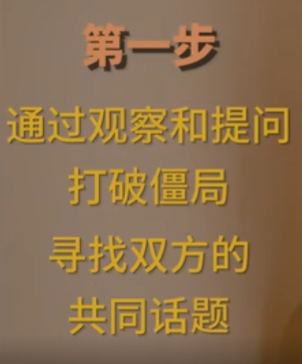 第一步
通过观察和提问
打破僵局
寻找双方的
共同话题